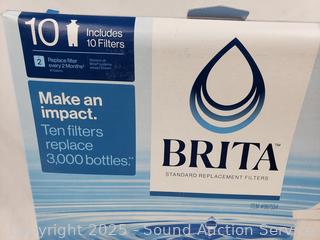 10 Includes
10 Filters
2 Replace filter
every 2 Months
Make an
impact.
Ten filters
replace
3,000 bottles.**
BRITA™
STANDARD REPLACEMENT FILTERS
Copyright 2025 - Sound Auction Service